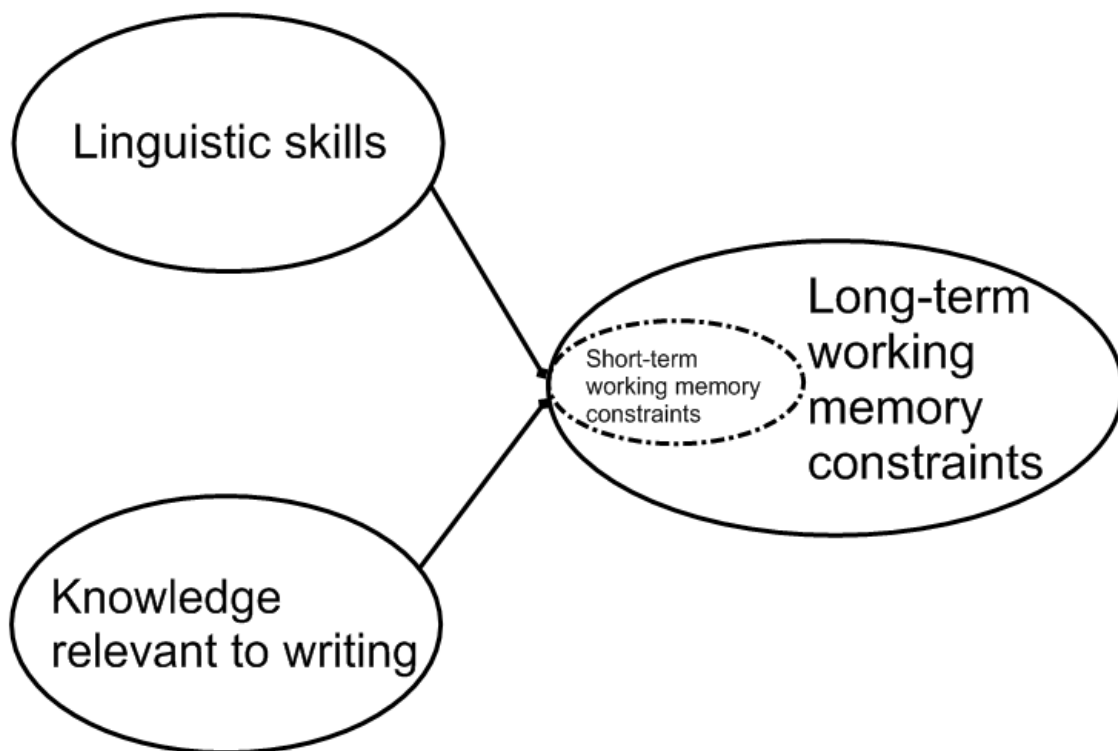 Linguistic skills
Short-term
working memory
constraints
Long-term
working
memory
constraints
Knowledge
relevant to writing